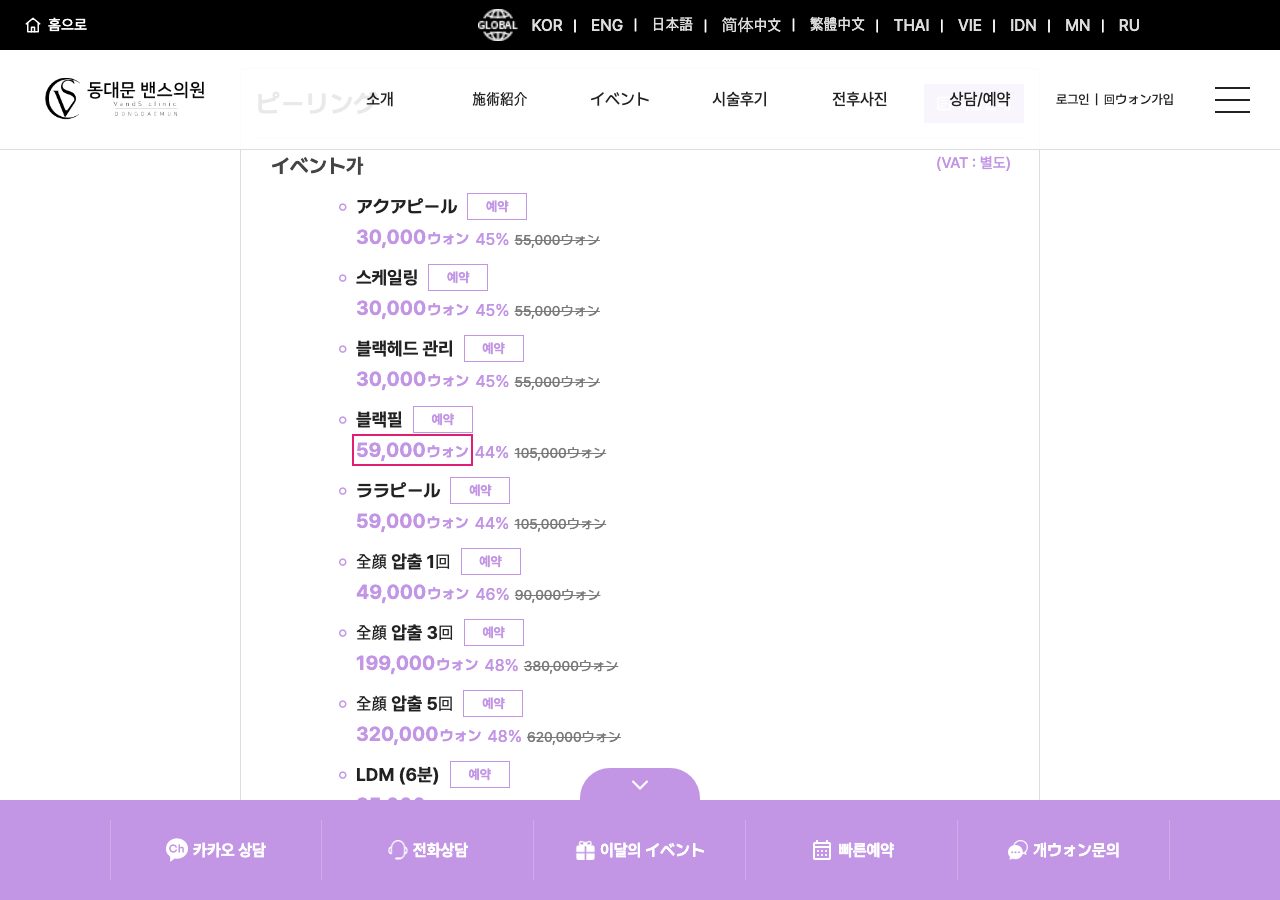 홈으로
GLOBAL KOR | ENG | 日本語 | 简体中文 | 繁體中文 | THAI | VIE | IDN | MN | RU
동대문 밴스의원
VandS clinic
DONGDAEMUN
ピーリング
소개 施術紹介 イベント 시술후기 전후사진 상담/예약
로그인 | 回ウォン가입
イベント가 (VAT : 별도)
アクアピール 예약
30,000ウォン 45% 55,000ウォン
스케일링 예약
30,000ウォン 45% 55,000ウォン
블랙헤드 관리 예약
30,000ウォン 45% 55,000ウォン
블랙필 예약
59,000ウォン 44% 105,000ウォン
ララピール 예약
59,000ウォン 44% 105,000ウォン
全顔 압출 1回 예약
49,000ウォン 46% 90,000ウォン
全顔 압출 3回 예약
199,000ウォン 48% 380,000ウォン
全顔 압출 5回 예약
320,000ウォン 48% 620,000ウォン
LDM (6분) 예약
Ch 카카오 상담
전화상담
이달의 イベント
빠른예약
개ウォン문의